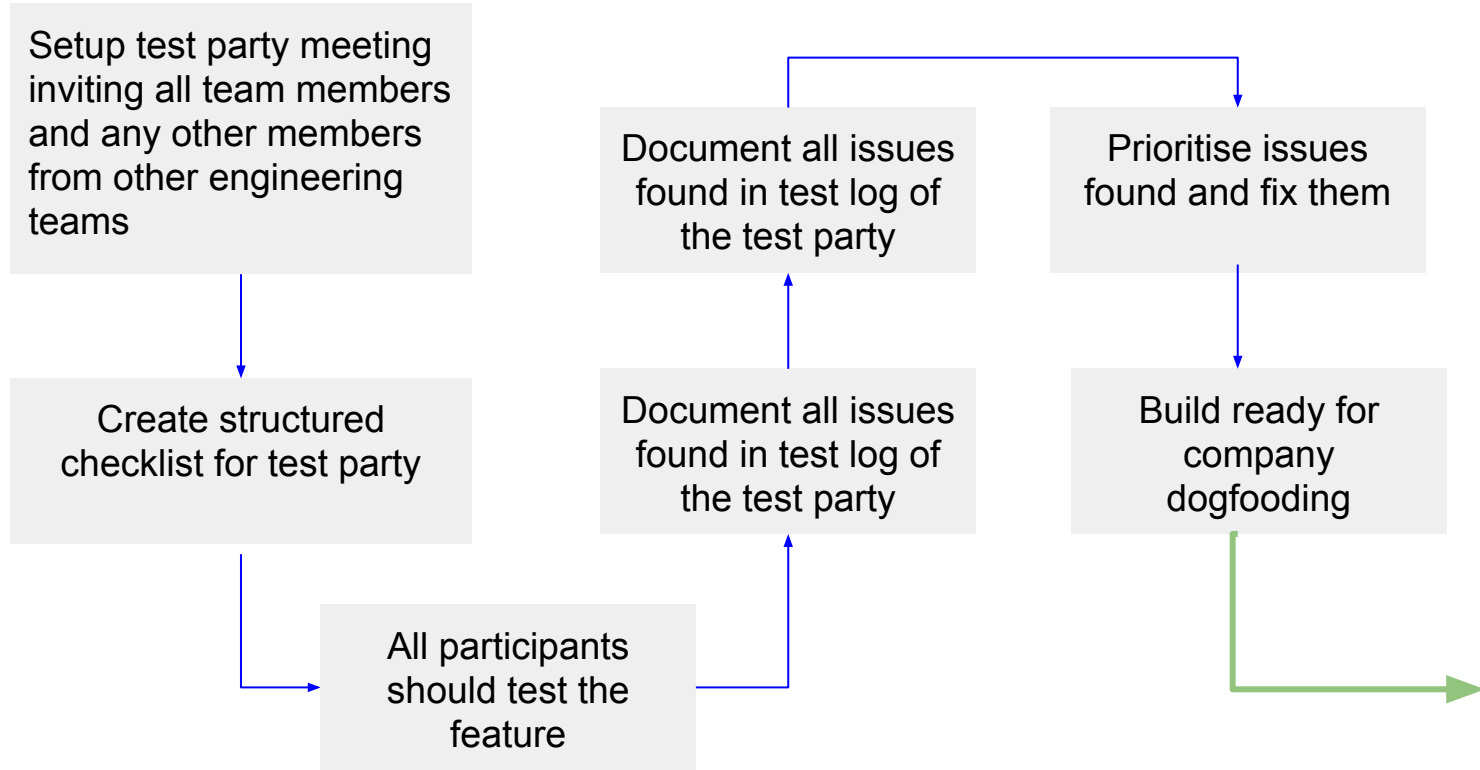 Setup test party meeting
inviting all team members
and any other members
from other engineering
teams
Create structured
checklist for test party
All participants
should test the
feature
Document all issues
found in test log of
the test party
Document all issues
found in test log of
the test party
Prioritise issues
found and fix them
Build ready for
company
dogfooding